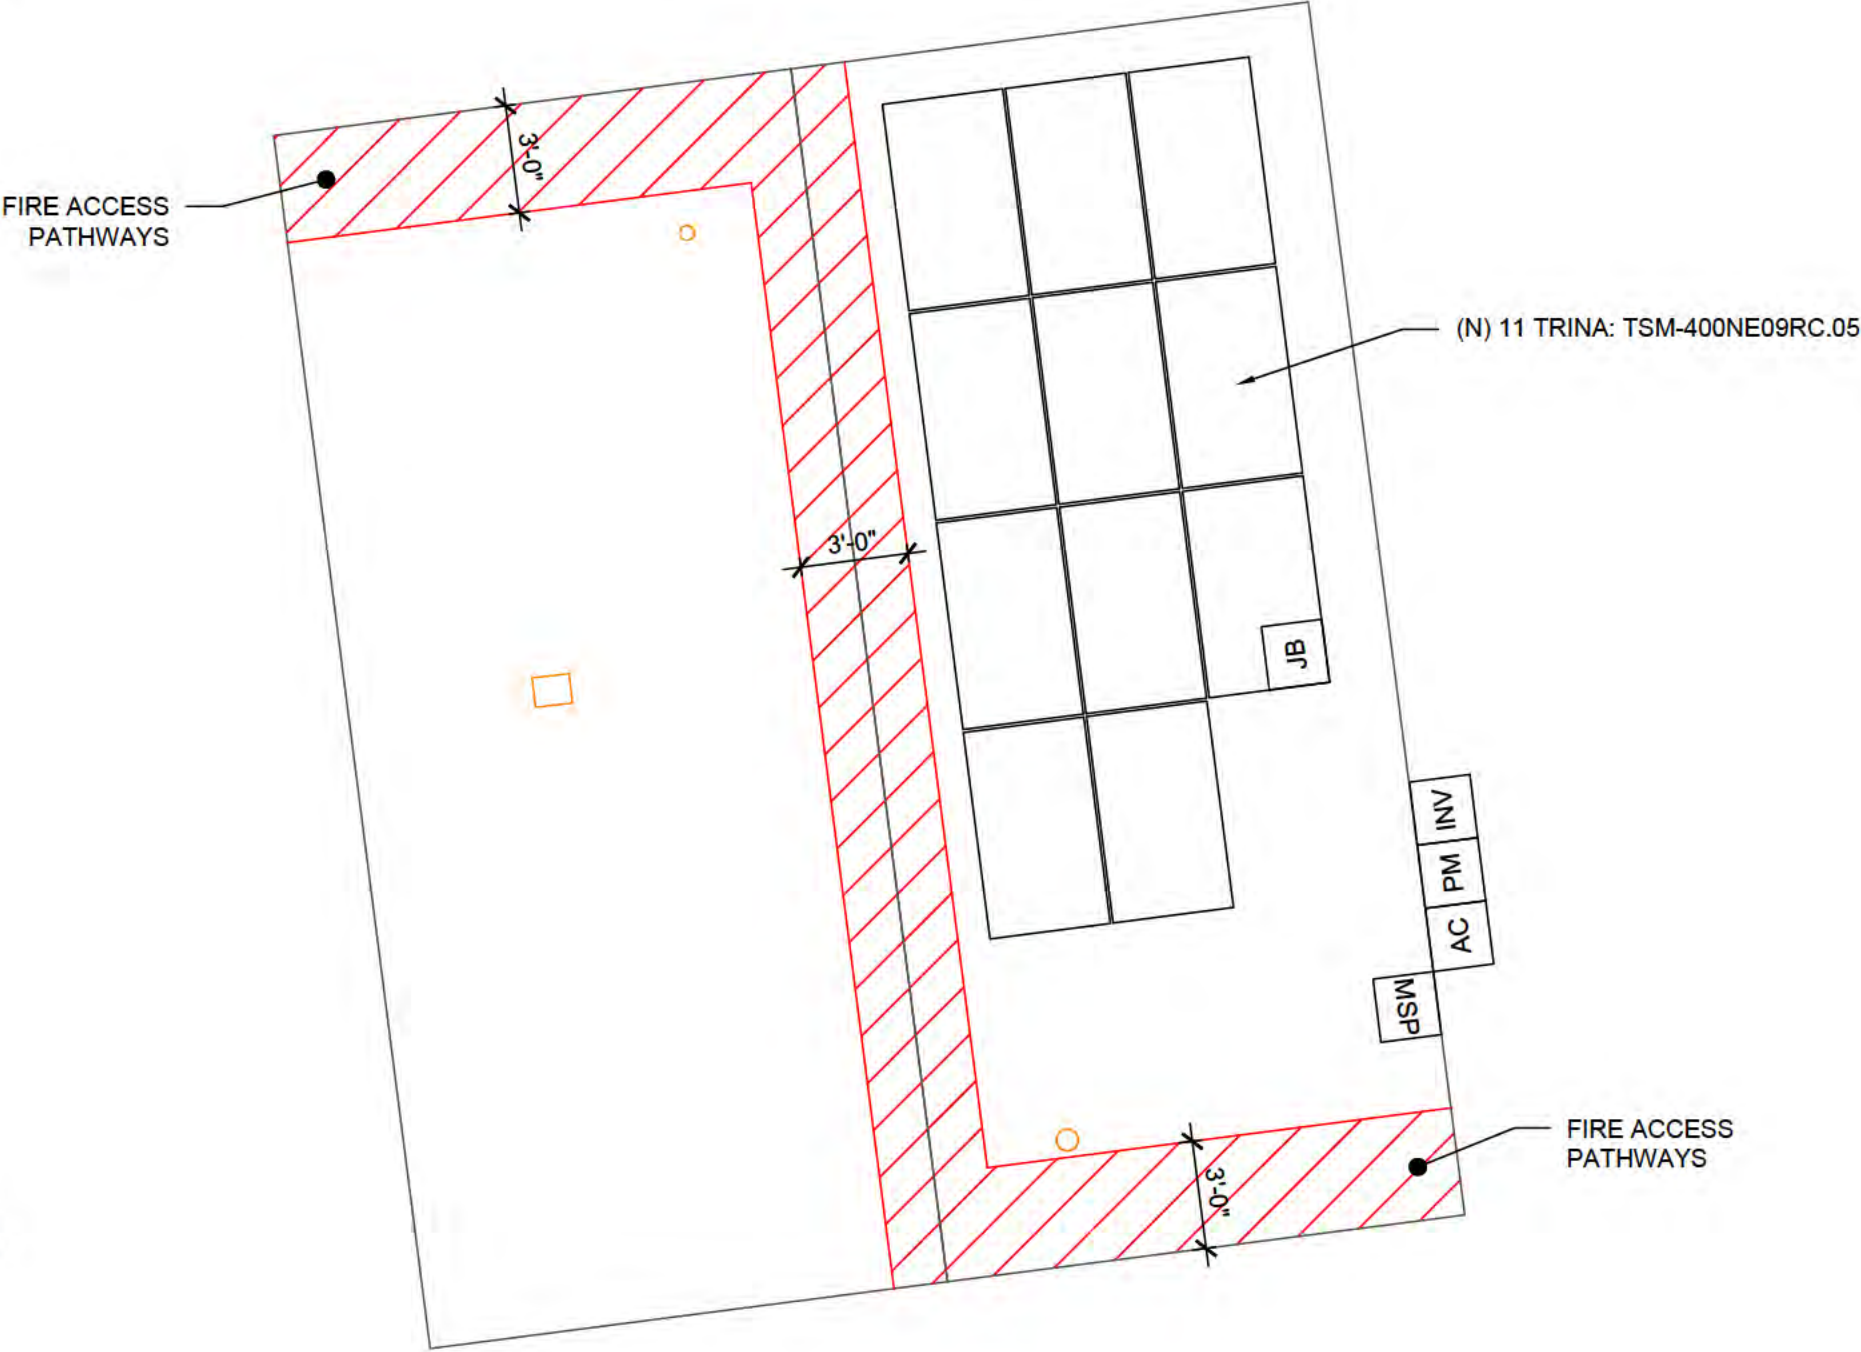 3'-0"
FIRE ACCESS
PATHWAYS
(N) 11 TRINA: TSM-400NE09RC.05
3'-0"
JB
INV
PM
AC
MSP
FIRE ACCESS
PATHWAYS
3'-0"